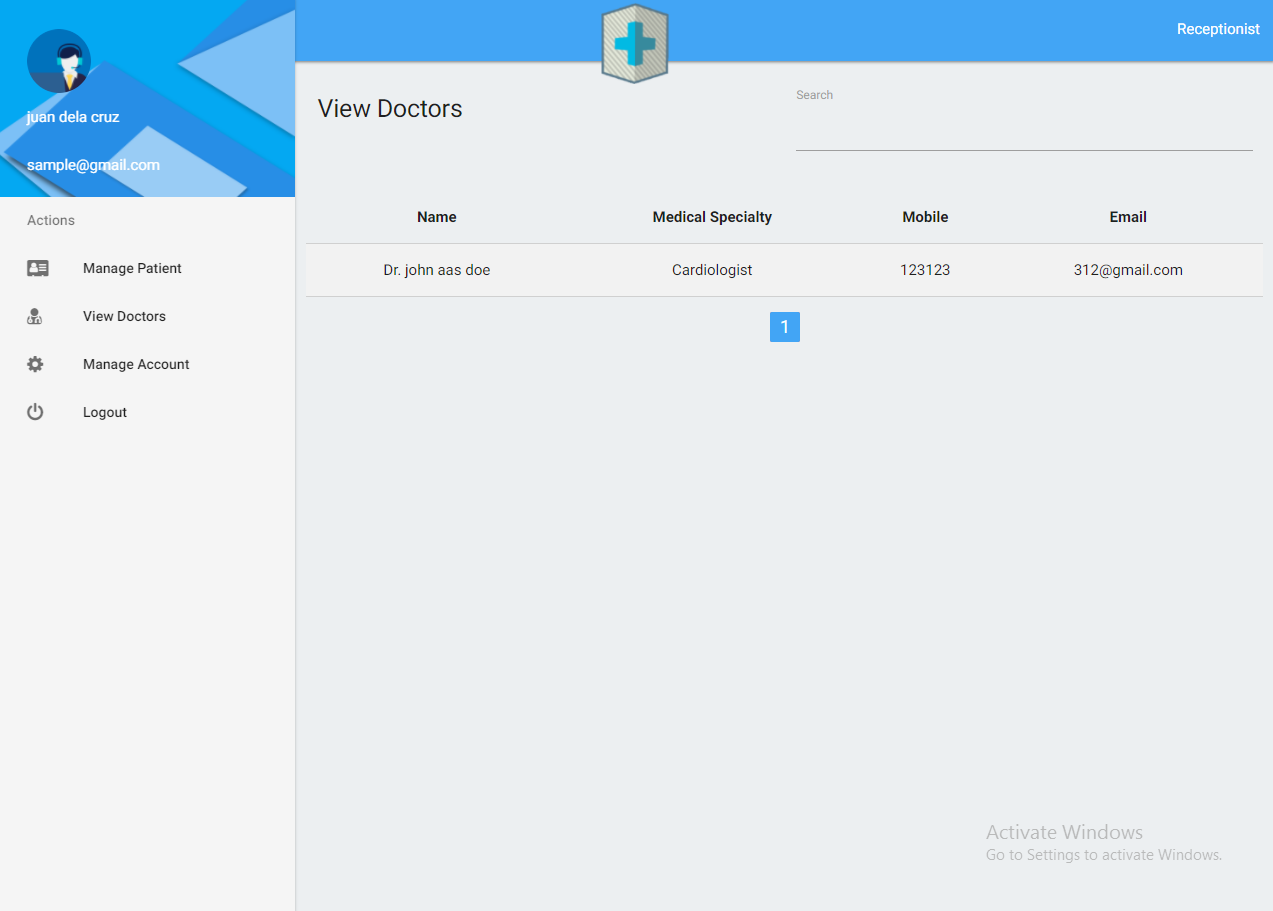 Receptionist
juan dela cruz
sample@gmail.com
Actions
Manage Patient
View Doctors
Manage Account
Logout
View Doctors
Search
Name Medical Specialty Mobile Email
Dr. john aas doe Cardiologist 123123 312@gmail.com
1
Activate Windows
Go to Settings to activate Windows.